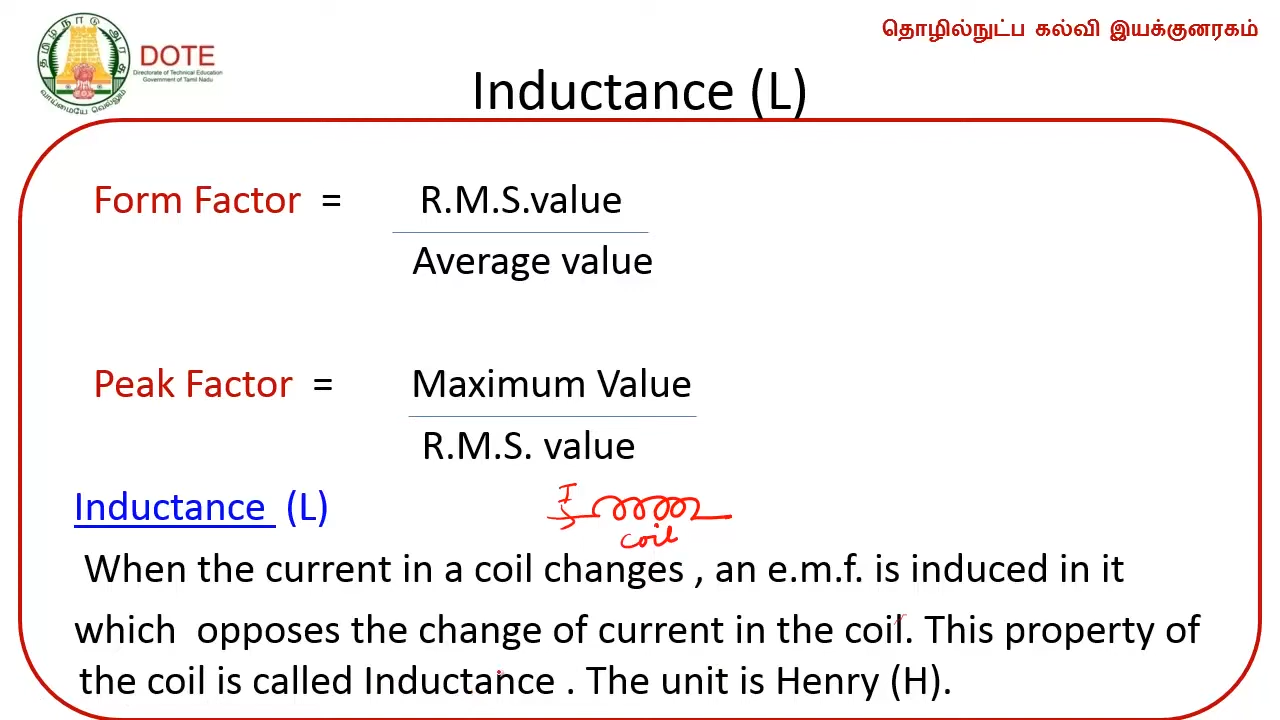 தமிழ்நாடு அரசு
வாய்மையே வெல்லும்
DOTE
Directorate of Technical Education
Government of Tamil Nadu
தொழில்நுட்ப கல்வி இயக்குனரகம்
Inductance (L)
Form Factor = R.M.S.value
Average value
Peak Factor = Maximum Value
R.M.S. value
Inductance (L)
I
coil
When the current in a coil changes , an e.m.f. is induced in it
which opposes the change of current in the coil. This property of
the coil is called Inductance . The unit is Henry (H).